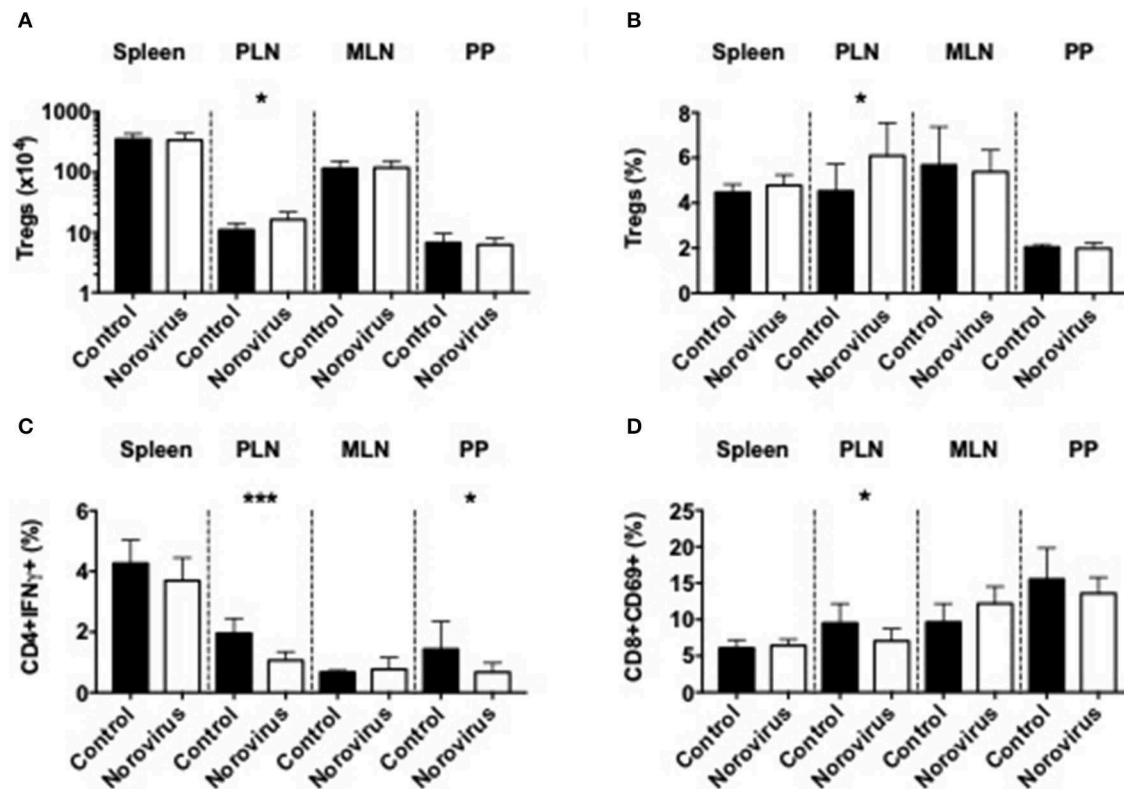 A
Spleen PLN MLN PP
*
Tregs (x10⁴)
1000
100
10
1
Control Norovirus Control Norovirus Control Norovirus Control Norovirus
B
Spleen PLN MLN PP
*
Tregs (%)
8
6
4
2
0
Control Norovirus Control Norovirus Control Norovirus Control Norovirus
C
Spleen PLN MLN PP
*** *
CD4+IFNγ+ (%)
6
4
2
0
Control Norovirus Control Norovirus Control Norovirus Control Norovirus
D
Spleen PLN MLN PP
*
CD8+CD69+ (%)
25
20
15
10
5
0
Control Norovirus Control Norovirus Control Norovirus Control Norovirus